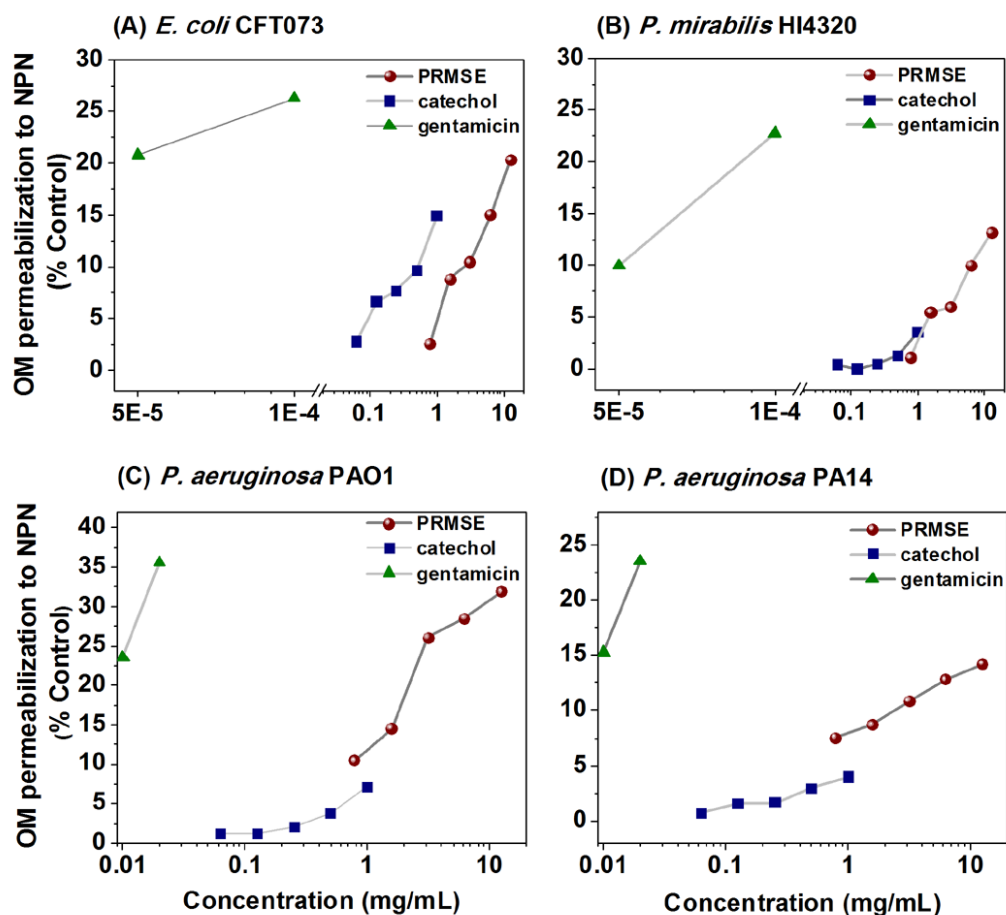 (A) E. coli CFT073
OM permeabilization to NPN
(% Control)
30
25
20
15
10
5
0
PRMSE
catechol
gentamicin
5E-5 1E-4 0.1 1 10
(B) P. mirabilis HI4320
30
25
20
15
10
5
0
PRMSE
catechol
gentamicin
5E-5 1E-4 0.1 1 10
(C) P. aeruginosa PAO1
OM permeabilization to NPN
(% Control)
40
35
30
25
20
15
10
5
0
PRMSE
catechol
gentamicin
0.01 0.1 1 10
Concentration (mg/mL)
(D) P. aeruginosa PA14
25
20
15
10
5
0
PRMSE
catechol
gentamicin
0.01 0.1 1 10
Concentration (mg/mL)